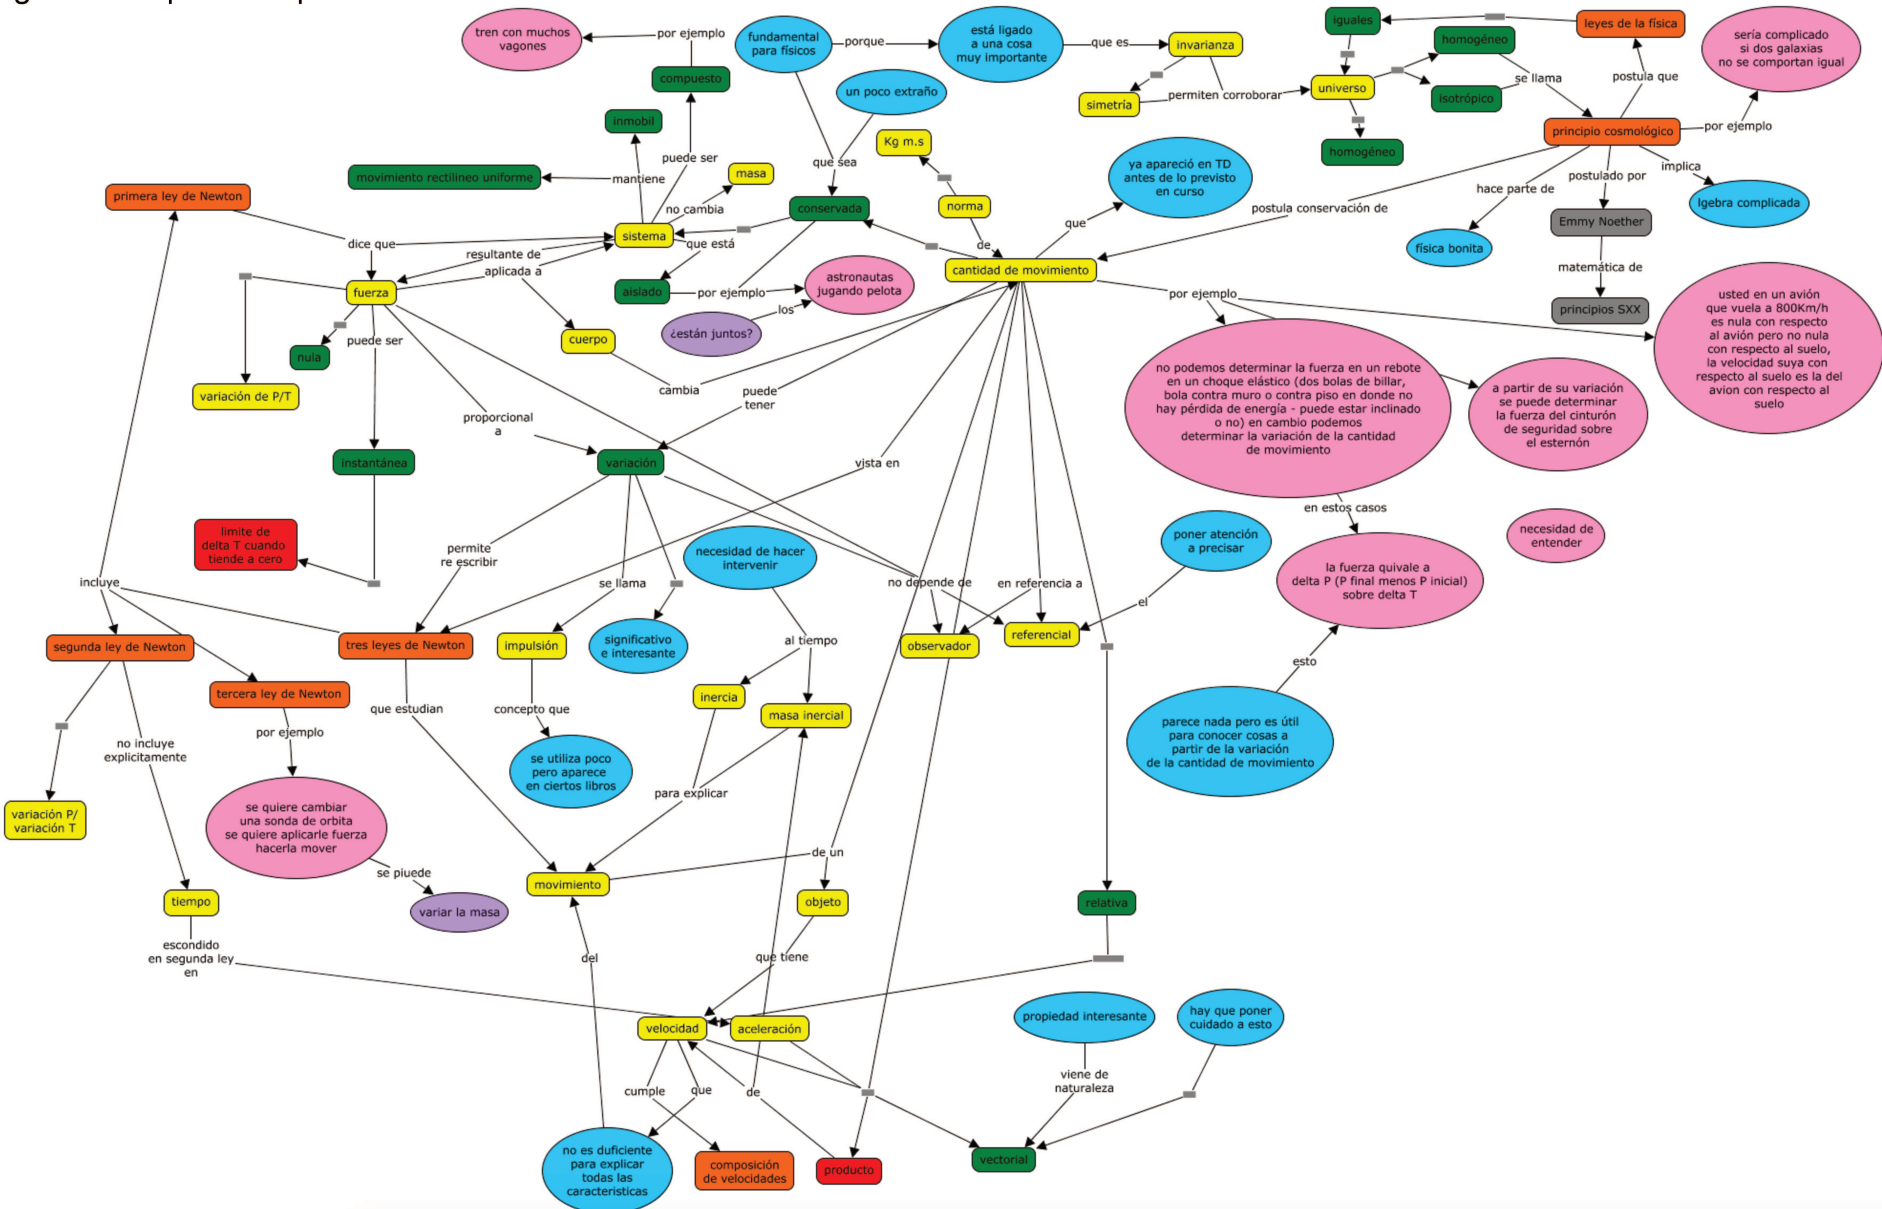 tren con muchos
vagones
por ejemplo
fundamental
para físicos
porque
está ligado
a una cosa
muy importante
que es
invarianza
iguales
leyes de la física
homogéneo
sería complicado
si dos galaxias
no se comportan igual
compuesto
un poco extraño
simetría
permiten corroborar
universo
se llama
postula que
isotrópico
inmobil
Kg m.s
principio cosmológico
por ejemplo
puede ser
que sea
homogéneo
movimiento rectilineo uniforme
mantiene
masa
ya apareció en TD
antes de lo previsto
en curso
hace parte de
postulado por
implica
primera ley de Newton
no cambia
conservada
norma
que
postula conservación de
Emmy Noether
lgebra complicada
dice que
sistema
que está
de
física bonita
resultante de
aplicada a
cantidad de movimiento
matemática de
fuerza
aislado
por ejemplo
astronautas
jugando pelota
por ejemplo
principios SXX
los
¿están juntos?
nula
puede ser
cuerpo
usted en un avión
que vuela a 800Km/h
es nula con respecto
al avión pero no nula
con respecto al suelo,
la velocidad suya con
respecto al suelo es la del
avion con respecto al
suelo
variación de P/T
cambia
puede
tener
no podemos determinar la fuerza en un rebote
en un choque elástico (dos bolas de billar,
bola contra muro o contra piso en donde no
hay pérdida de energía - puede estar inclinado
o no) en cambio podemos
determinar la variación de la cantidad
de movimiento
a partir de su variación
se puede determinar
la fuerza del cinturón
de seguridad sobre
el esternón
proporcional
a
instantánea
variación
vista en
en estos casos
limite de
delta T cuando
tiende a cero
permite
re escribir
necesidad de hacer
intervenir
poner atención
a precisar
necesidad de
entender
incluye
se llama
no depende de
en referencia a
el
la fuerza quivale a
delta P (P final menos P inicial)
sobre delta T
segunda ley de Newton
tres leyes de Newton
impulsión
significativo
e interesante
al tiempo
observador
referencial
esto
tercera ley de Newton
que estudian
concepto que
inercia
masa inercial
no incluye
explicitamente
por ejemplo
se utiliza poco
pero aparece
en ciertos libros
parece nada pero es útil
para conocer cosas a
partir de la variación
de la cantidad de movimiento
variación P/
variación T
se quiere cambiar
una sonda de orbita
se quiere aplicarle fuerza
hacerla mover
para explicar
se piuede
de un
tiempo
variar la masa
movimiento
objeto
relativa
escondido
en segunda ley
en
del
que tiene
velocidad
aceleración
propiedad interesante
hay que poner
cuidado a esto
cumple
que
de
viene de
naturaleza
no es duficiente
para explicar
todas las
caracteristicas
composición
de velocidades
producto
vectorial